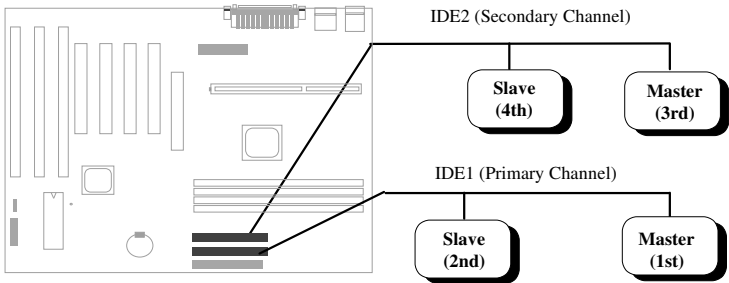 IDE2 (Secondary Channel)
Slave
(4th)
Master
(3rd)
IDE1 (Primary Channel)
Slave
(2nd)
Master
(1st)